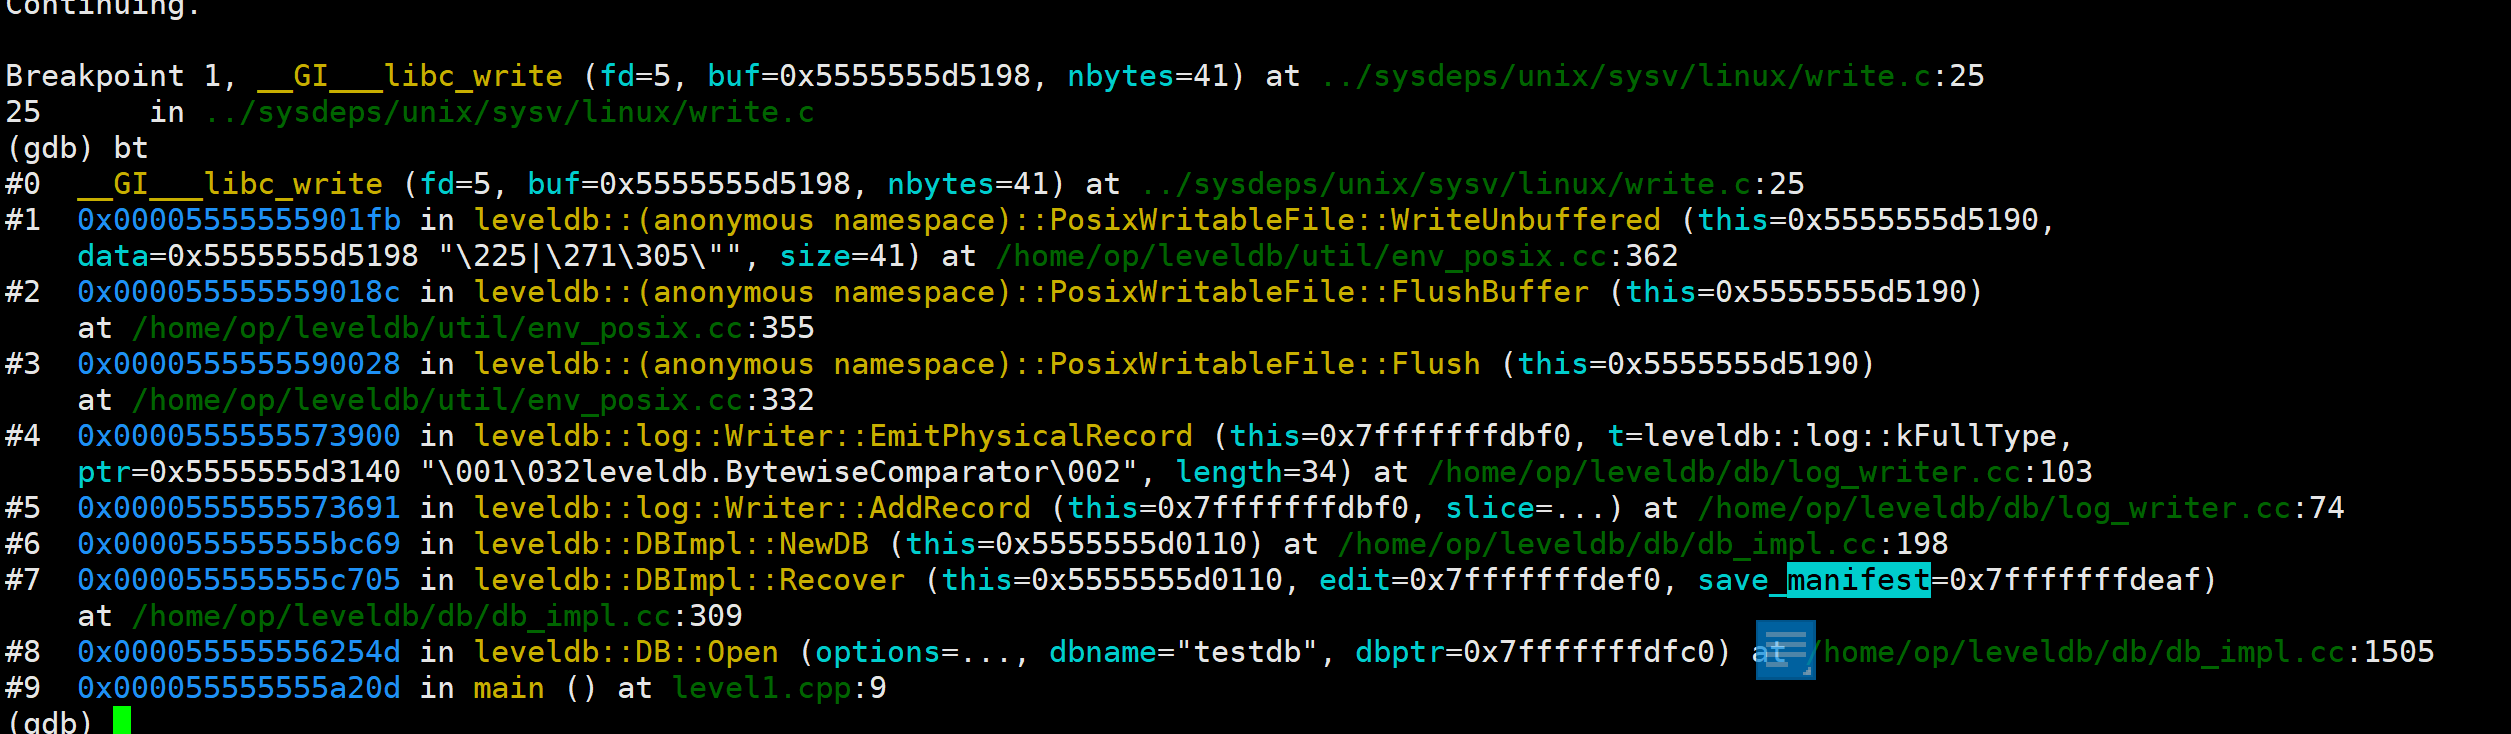 Continuing.
Breakpoint 1, __GI___libc_write (fd=5, buf=0x5555555d5198, nbytes=41) at ../sysdeps/unix/sysv/linux/write.c:25
25      in ../sysdeps/unix/sysv/linux/write.c
(gdb) bt
#0  __GI___libc_write (fd=5, buf=0x5555555d5198, nbytes=41) at ../sysdeps/unix/sysv/linux/write.c:25
#1  0x00005555555901fb in leveldb::(anonymous namespace)::PosixWritableFile::WriteUnbuffered (this=0x5555555d5190,
    data=0x5555555d5198 "\225|\271\305\"", size=41) at /home/op/leveldb/util/env_posix.cc:362
#2  0x000055555559018c in leveldb::(anonymous namespace)::PosixWritableFile::FlushBuffer (this=0x5555555d5190)
    at /home/op/leveldb/util/env_posix.cc:355
#3  0x0000555555590028 in leveldb::(anonymous namespace)::PosixWritableFile::Flush (this=0x5555555d5190)
    at /home/op/leveldb/util/env_posix.cc:332
#4  0x0000555555573900 in leveldb::log::Writer::EmitPhysicalRecord (this=0x7fffffffdbf0, t=leveldb::log::kFullType,
    ptr=0x5555555d3140 "\001\032leveldb.BytewiseComparator\002", length=34) at /home/op/leveldb/db/log_writer.cc:103
#5  0x0000555555573691 in leveldb::log::Writer::AddRecord (this=0x7fffffffdbf0, slice=...) at /home/op/leveldb/db/log_writer.cc:74
#6  0x000055555555bc69 in leveldb::DBImpl::NewDB (this=0x5555555d0110) at /home/op/leveldb/db/db_impl.cc:198
#7  0x000055555555c705 in leveldb::DBImpl::Recover (this=0x5555555d0110, edit=0x7fffffffdef0, save_manifest=0x7fffffffdeaf)
    at /home/op/leveldb/db/db_impl.cc:309
#8  0x000055555556254d in leveldb::DB::Open (options=..., dbname="testdb", dbptr=0x7fffffffdfc0) at /home/op/leveldb/db/db_impl.cc:1505
#9  0x000055555555a20d in main () at level1.cpp:9
(gdb)